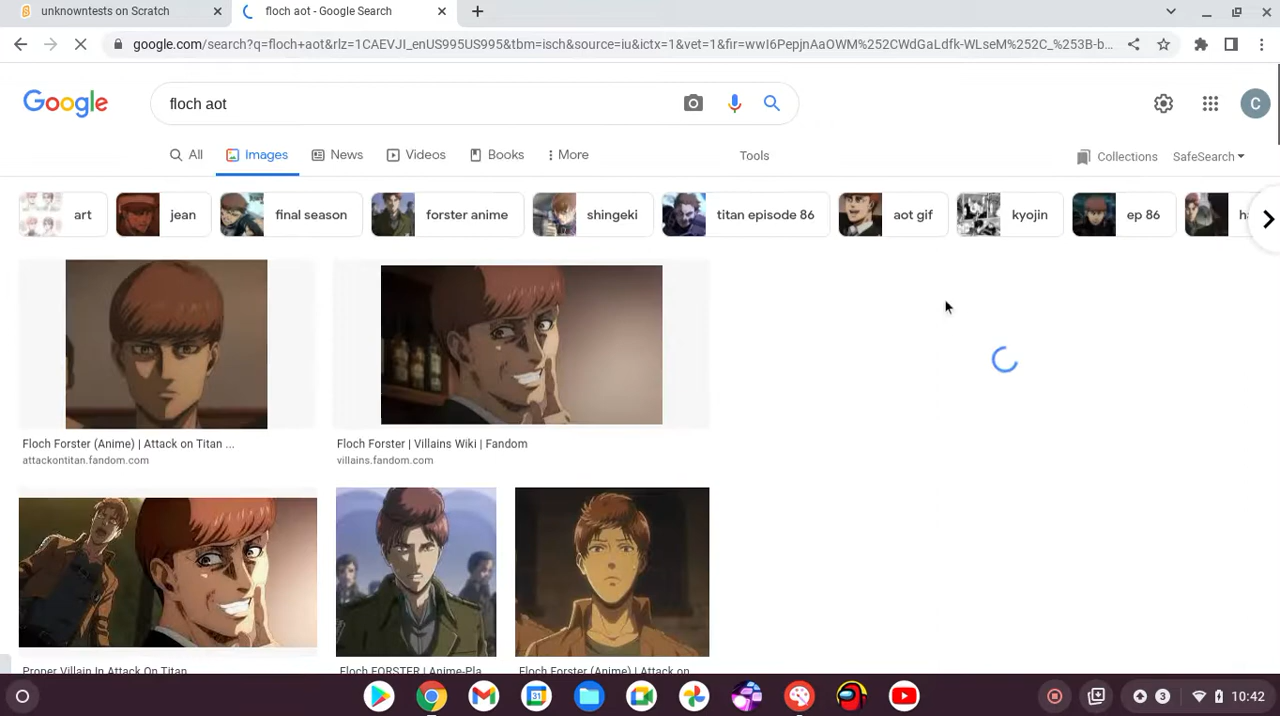 unknowntests on Scratch
floch aot - Google Search
google.com/search?q=floch+aot&rlz=1CAEVJI_enUS995US995&tbm=isch&source=iu&ictx=1&vet=1&fir=wwI6PepjnAaOWM%252CWdGaLdfk-WLseM%252C_%253B-b...
Google
floch aot
C
All
Images
News
Videos
Books
More
Tools
Collections
SafeSearch
art
jean
final season
forster anime
shingeki
titan episode 86
aot gif
kyojin
ep 86
Floch Forster (Anime) | Attack on Titan ...
attackontitan.fandom.com
Floch Forster | Villains Wiki | Fandom
villains.fandom.com
Proper Villain In Attack On Titan
Floch FORSTER | Anime-Pla...
Floch Forster (Anime) | Attack on
31
3
10:42